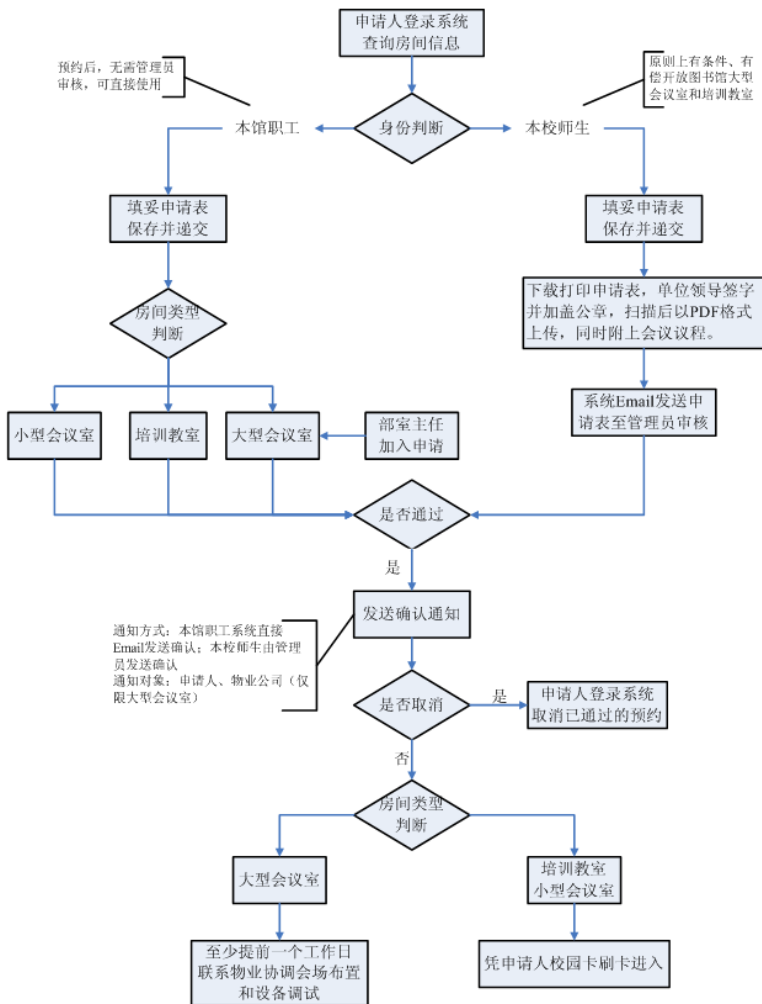 申请人登录系统
查询房间信息
预约后，无需管理员
审核，可直接使用
原则上有条件、有
偿开放图书馆大型
会议室和培训教室
本馆职工
身份判断
本校师生
填妥申请表
保存并递交
填妥申请表
保存并递交
房间类型
判断
下载打印申请表，单位领导签字
并加盖公章，扫描后以PDF格式
上传，同时附上会议议程。
小型会议室
培训教室
大型会议室
部室主任
加入申请
系统Email发送申
请表至管理员审核
是否通过
是
发送确认通知
通知方式：本馆职工系统直接
Email发送确认；本校师生由管理
员发送确认
通知对象：申请人、物业公司（仅
限大型会议室）
是否取消
是
申请人登录系统
取消已通过的预约
否
房间类型
判断
大型会议室
培训教室
小型会议室
至少提前一个工作日
联系物业协调会场布置
和设备调试
凭申请人校园卡刷卡进入